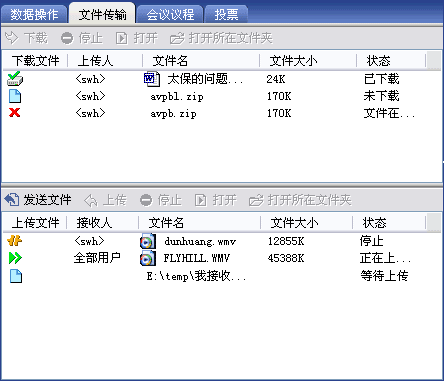 数据操作 文件传输 会议议程 投票
下载 停止 打开 打开所在文件夹
下载文件 上传人 文件名 文件大小 状态
<swh> 太保的问题... 24K 已下载
<swh> avpbl.zip 170K 未下载
<swh> avpb.zip 170K 文件在...
发送文件 上传 停止 打开 打开所在文件夹
上传文件 接收人 文件名 文件大小 状态
<swh> dunhuang.wmv 12855K 停止
全部用户 FLYHILL.WMV 45388K 正在上...
E:\temp\我接收... 等待上传